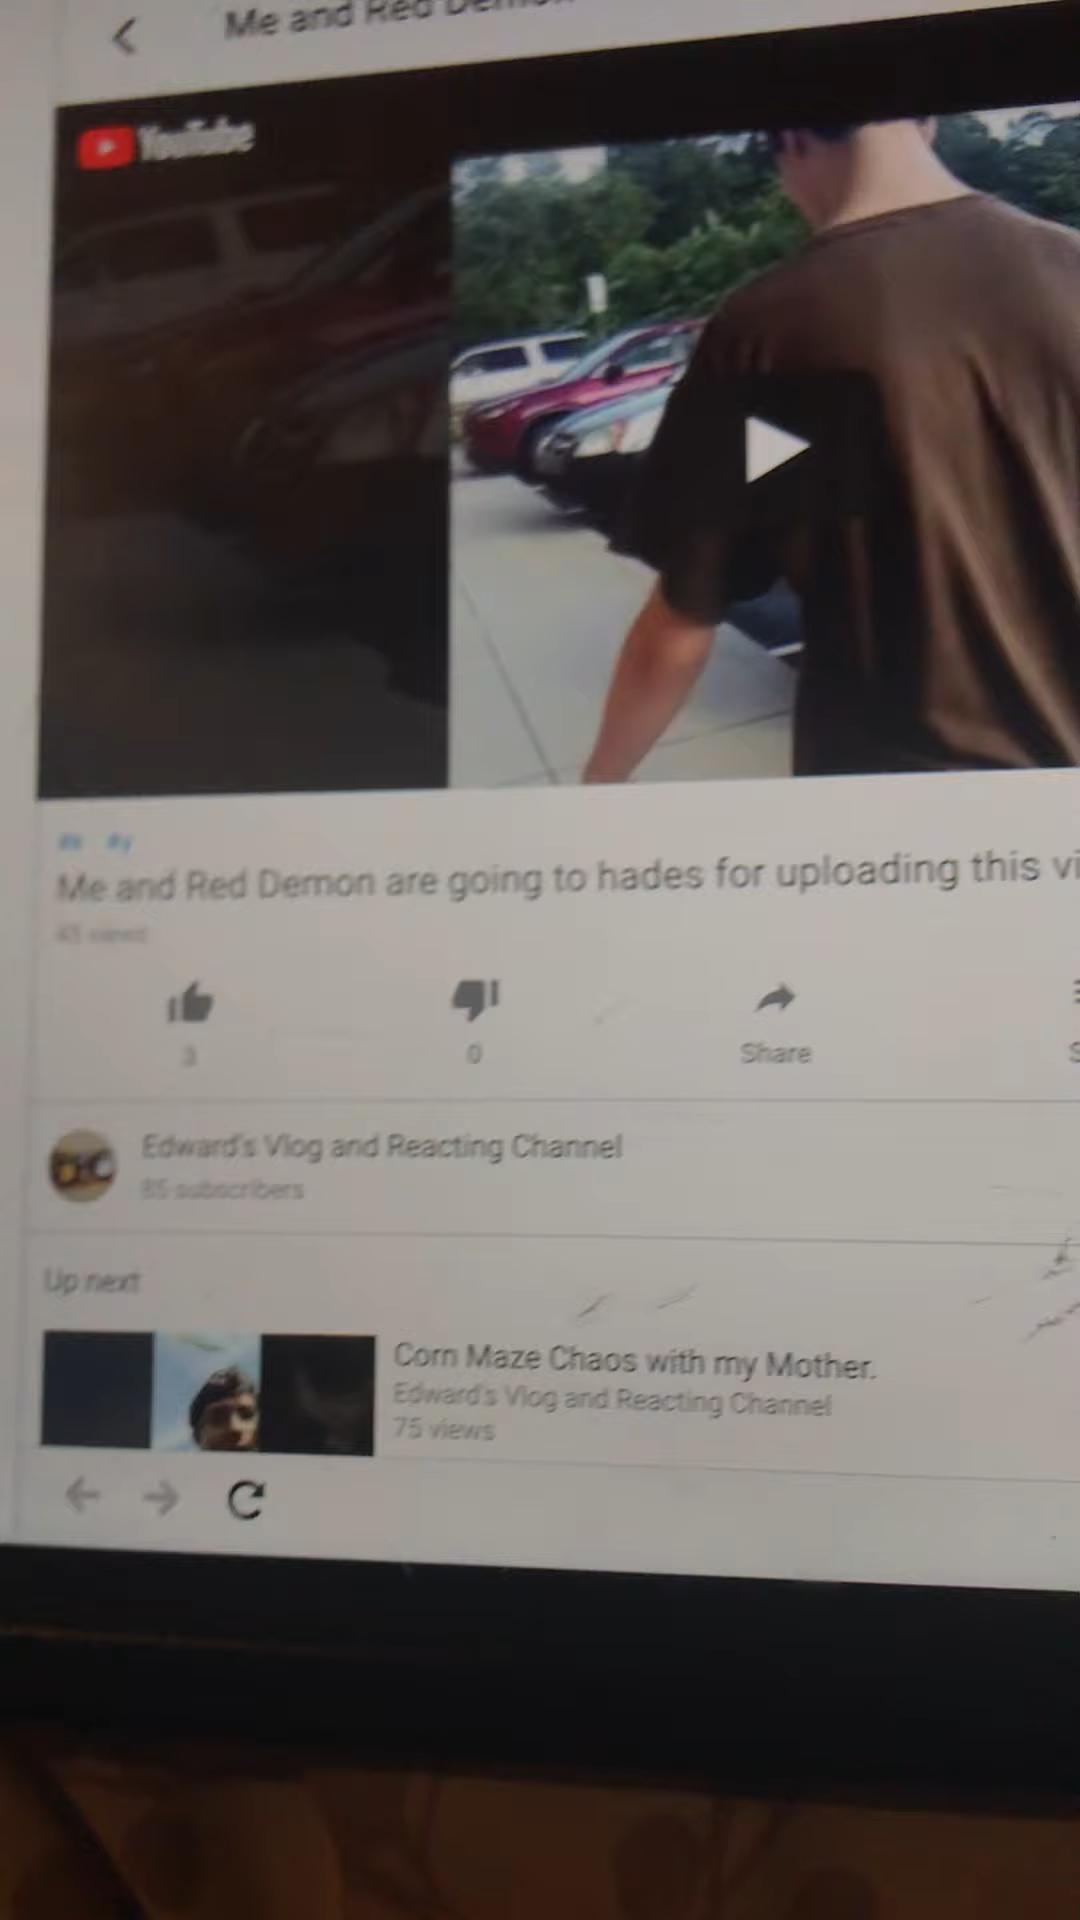 Me and Red Demon
YouTube
#y
Me and Red Demon are going to hades for uploading this vi
views
3
0
Share
Edward's Vlog and Reacting Channel
85 subscribers
Up next
Corn Maze Chaos with my Mother.
Edward's Vlog and Reacting Channel
75 views